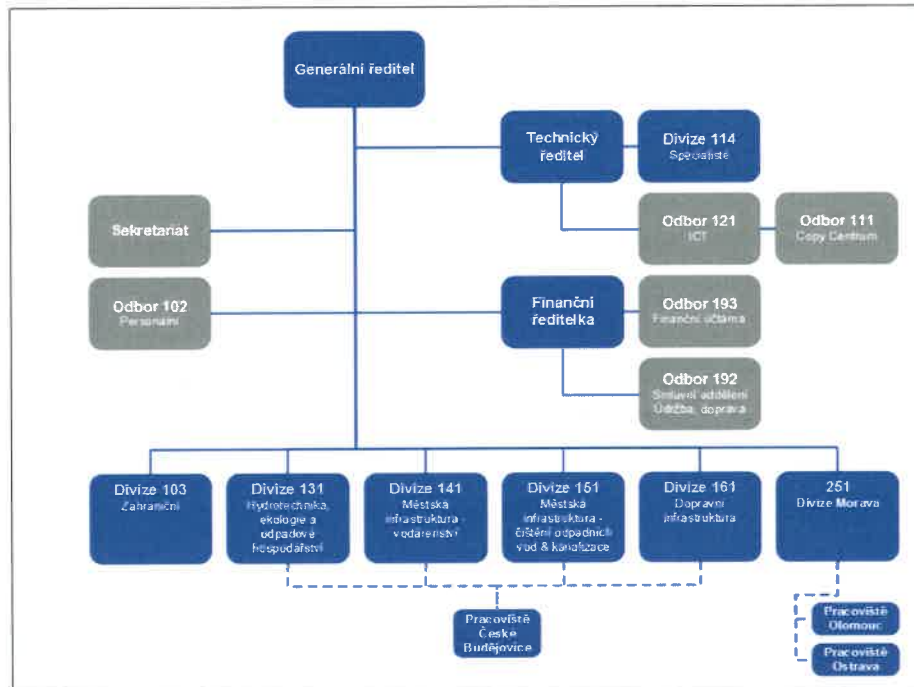 Generální ředitel
Technický
ředitel
Divize 114
Specialisté
Sekretariat
Odbor 121
ICT
Odbor 111
Copy Centrum
Odbor 102
Personální
Finanční
ředitelka
Odbor 193
Finanční účtárna
Odbor 192
Smluvní oddělení
Údržba, doprava
Divize 103
Zahraniční
Divize 131
Hydrotechnika,
ekologie a
odpadové
hospodářství
Divize 141
Městská
infrastruktura -
vodárenství
Divize 151
Městská
infrastruktura -
čištění odpadních
vod & kanalizace
Divize 161
Dopravní
infrastruktura
251
Divize Morava
Pracoviště
České
Budějovice
Pracoviště
Olomouc
Pracoviště
Ostrava